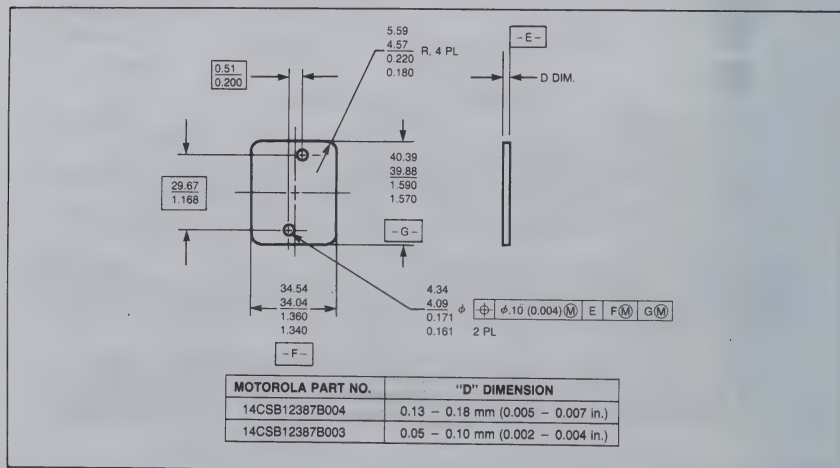 5.59
4.57
0.220
0.180
R, 4 PL
- E -
D DIM.
0.51
0.200
29.67
1.168
40.39
39.88
1.590
1.570
- G -
34.54
34.04
1.360
1.340
- F -
4.34
4.09
0.171
0.161
ϕ ⌖ ϕ.10 (0.004) Ⓜ E FⓂ GⓂ
2 PL
MOTOROLA PART NO. "D" DIMENSION
14CSB12387B004 0.13 – 0.18 mm (0.005 – 0.007 in.)
14CSB12387B003 0.05 – 0.10 mm (0.002 – 0.004 in.)